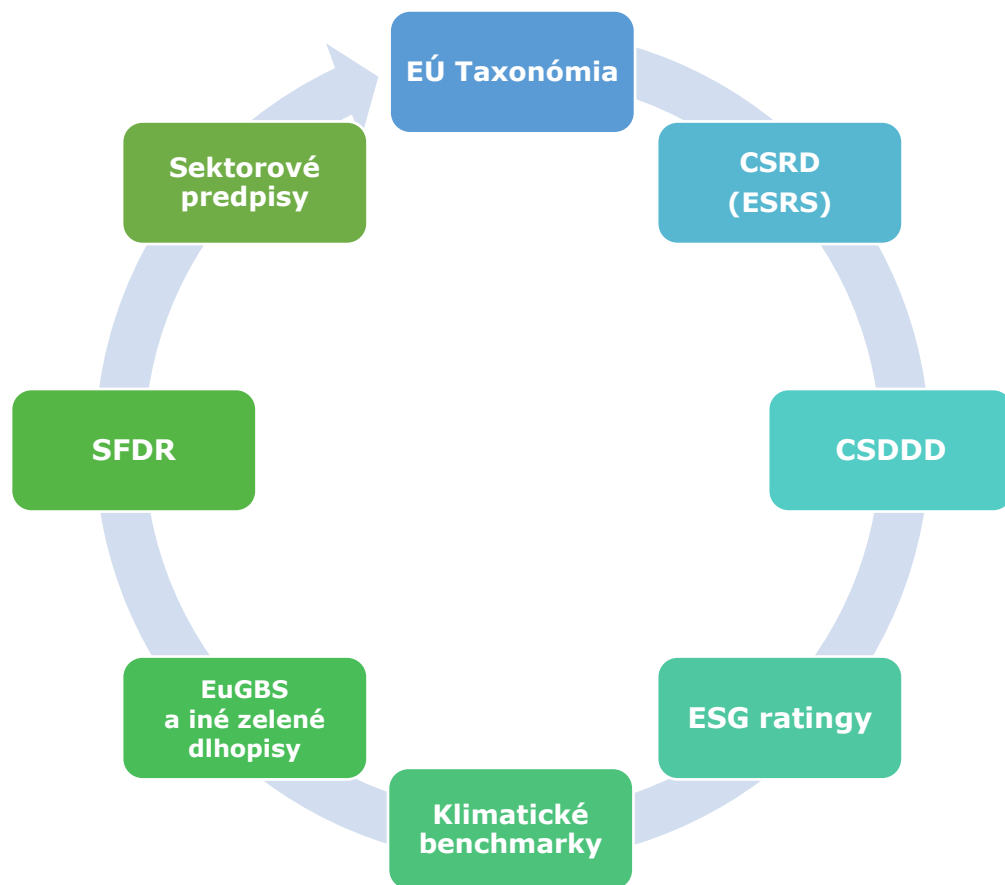 EÚ Taxonómia
CSRD
(ESRS)
CSDDD
ESG ratingy
Klimatické
benchmarky
EuGBS
a iné zelené
dlhopisy
SFDR
Sektorové
predpisy